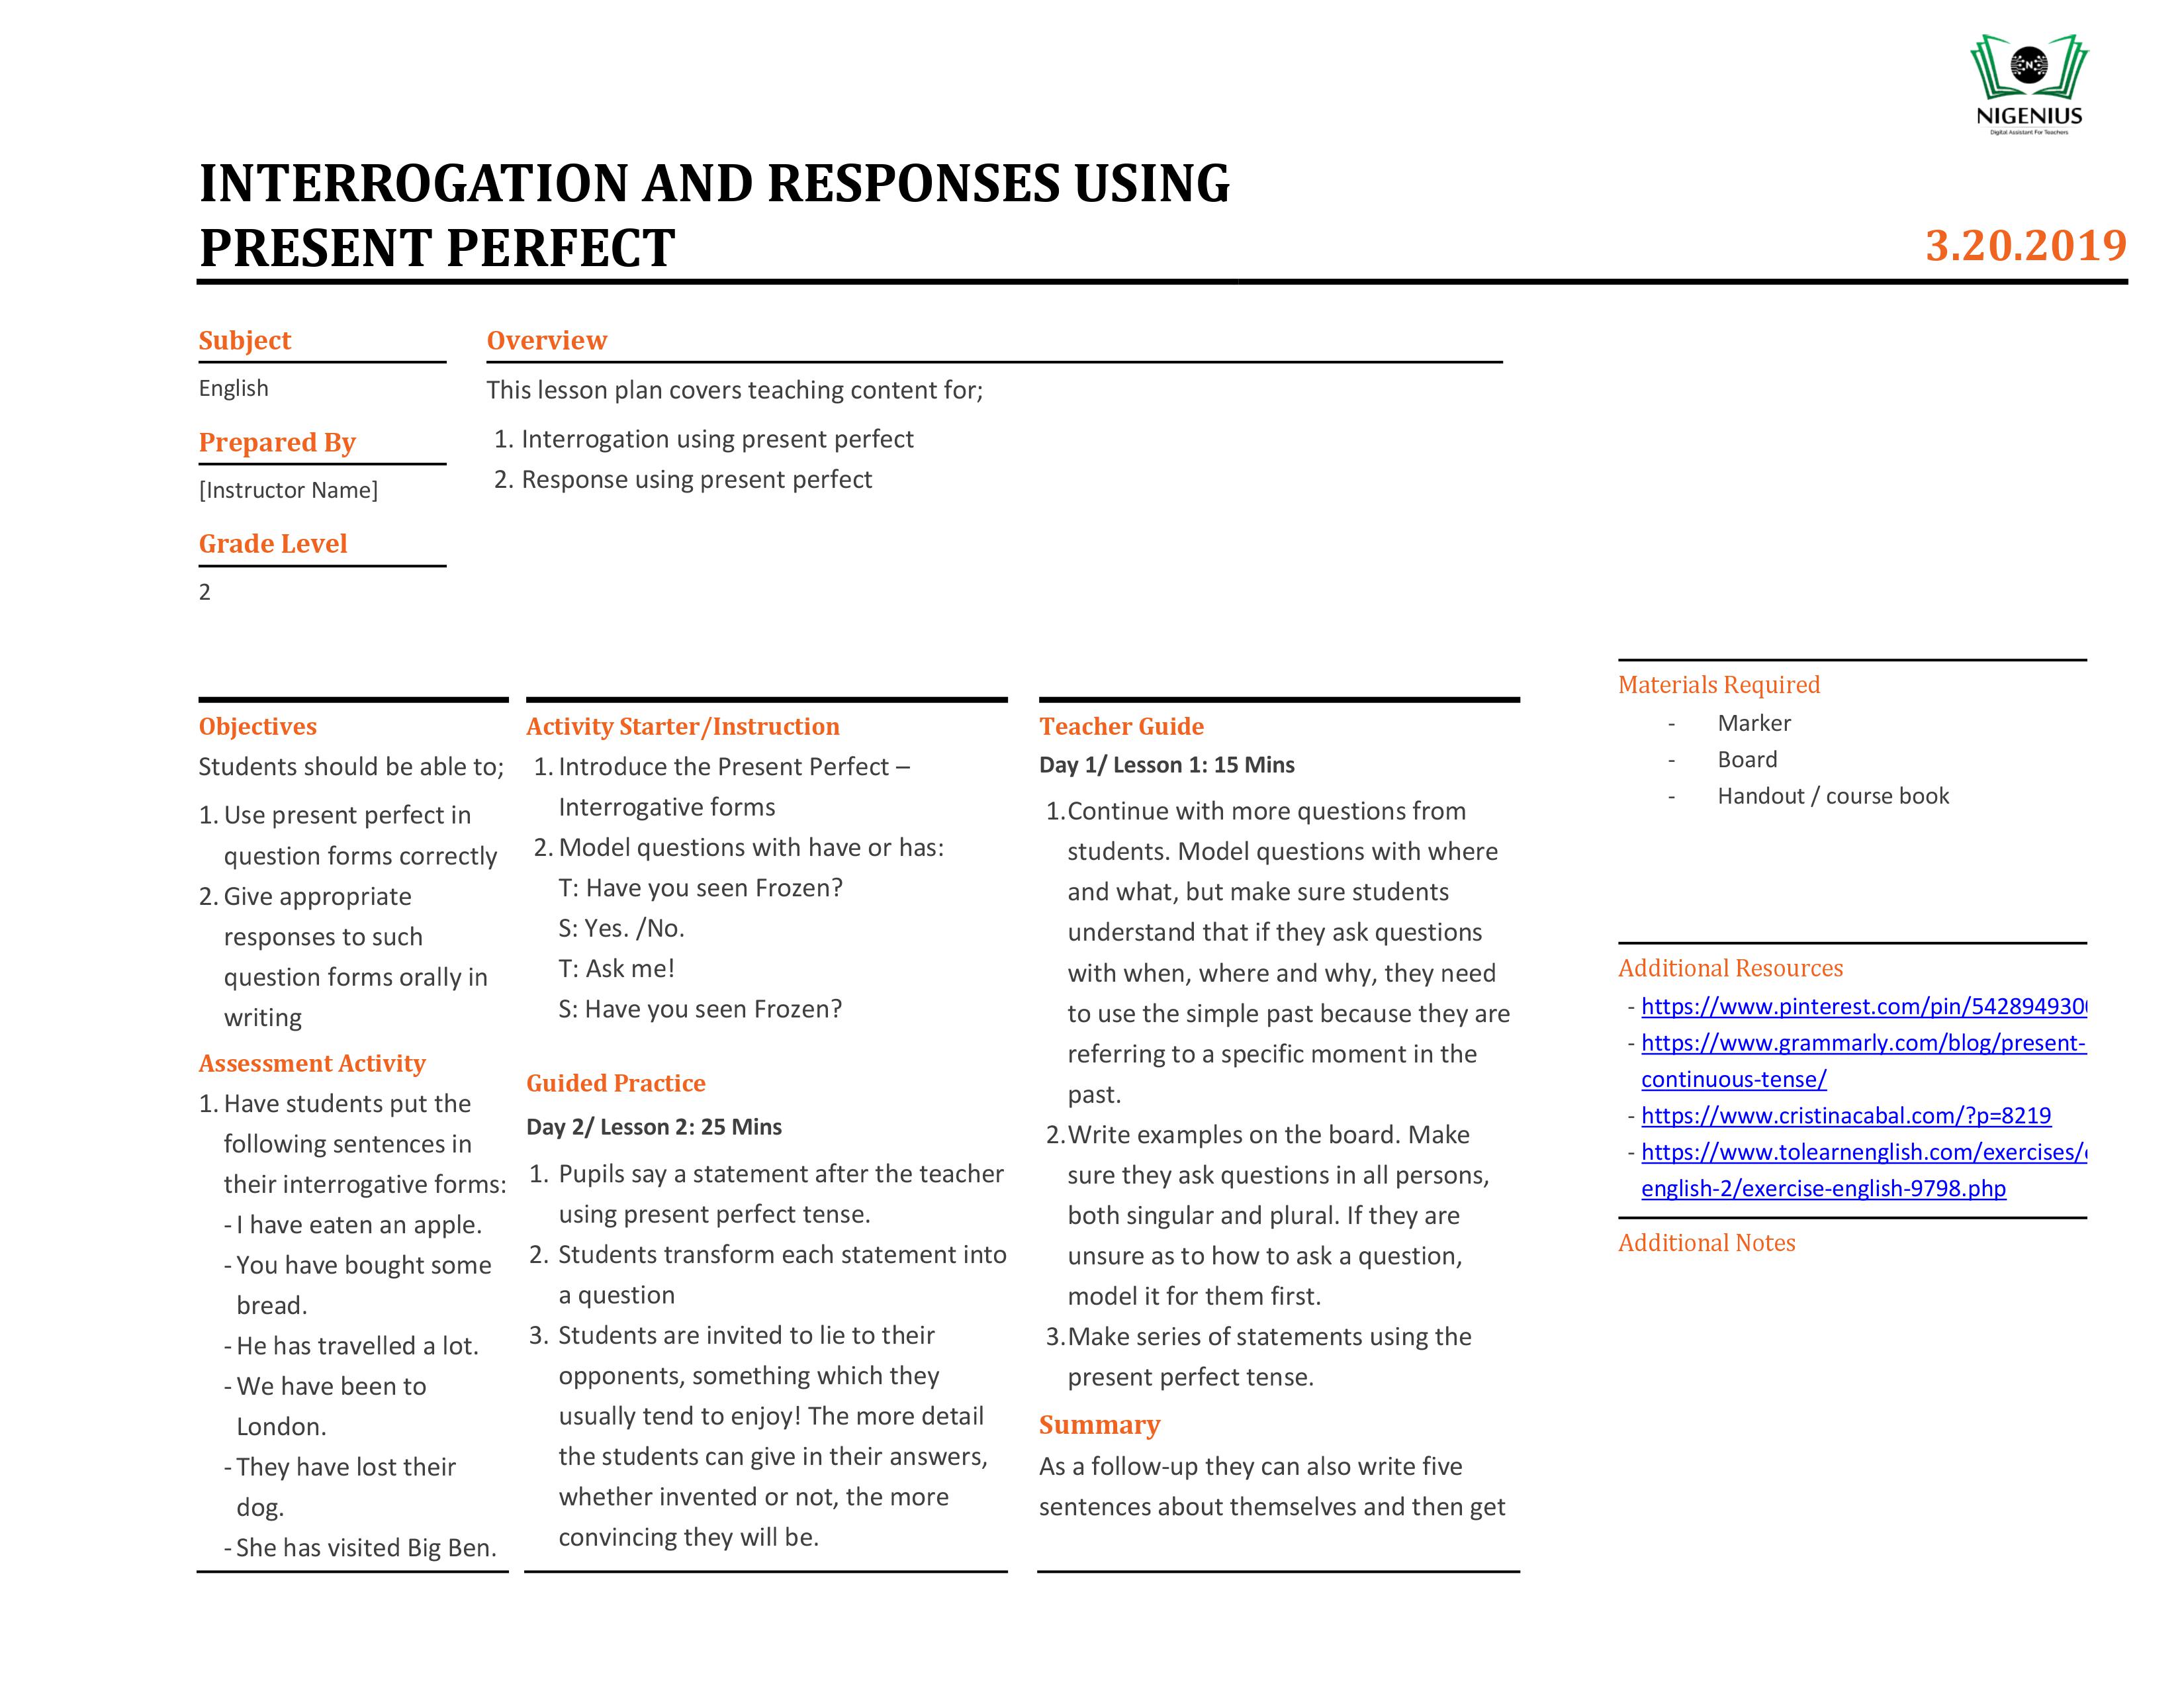 NIGENIUS
Digital Assistant For Teachers
INTERROGATION AND RESPONSES USING
PRESENT PERFECT
3.20.2019
Subject
English
Prepared By
[Instructor Name]
Grade Level
2
Overview
This lesson plan covers teaching content for;
1. Interrogation using present perfect
2. Response using present perfect
Objectives
Students should be able to;
1. Use present perfect in
question forms correctly
2. Give appropriate
responses to such
question forms orally in
writing
Assessment Activity
1. Have students put the
following sentences in
their interrogative forms:
- I have eaten an apple.
- You have bought some
bread.
- He has travelled a lot.
- We have been to
London.
- They have lost their
dog.
- She has visited Big Ben.
Activity Starter/Instruction
1. Introduce the Present Perfect –
Interrogative forms
2. Model questions with have or has:
T: Have you seen Frozen?
S: Yes. /No.
T: Ask me!
S: Have you seen Frozen?
Guided Practice
Day 2/ Lesson 2: 25 Mins
1. Pupils say a statement after the teacher
using present perfect tense.
2. Students transform each statement into
a question
3. Students are invited to lie to their
opponents, something which they
usually tend to enjoy! The more detail
the students can give in their answers,
whether invented or not, the more
convincing they will be.
Teacher Guide
Day 1/ Lesson 1: 15 Mins
1.Continue with more questions from
students. Model questions with where
and what, but make sure students
understand that if they ask questions
with when, where and why, they need
to use the simple past because they are
referring to a specific moment in the
past.
2.Write examples on the board. Make
sure they ask questions in all persons,
both singular and plural. If they are
unsure as to how to ask a question,
model it for them first.
3.Make series of statements using the
present perfect tense.
Summary
As a follow-up they can also write five
sentences about themselves and then get
Materials Required
- Marker
- Board
- Handout / course book
Additional Resources
- https://www.pinterest.com/pin/542894930
- https://www.grammarly.com/blog/present-
continuous-tense/
- https://www.cristinacabal.com/?p=8219
- https://www.tolearnenglish.com/exercises/
english-2/exercise-english-9798.php
Additional Notes